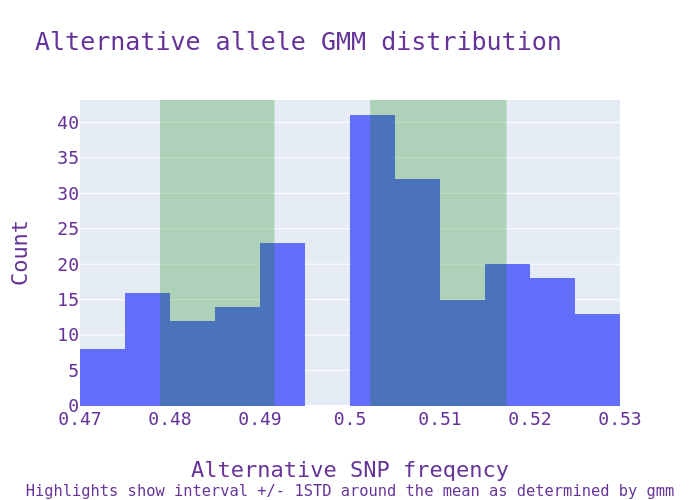 Alternative allele GMM distribution
Count
40
35
30
25
20
15
10
5
0
0.47 0.48 0.49 0.5 0.51 0.52 0.53
Alternative SNP freqency
Highlights show interval +/- 1STD around the mean as determined by gmm